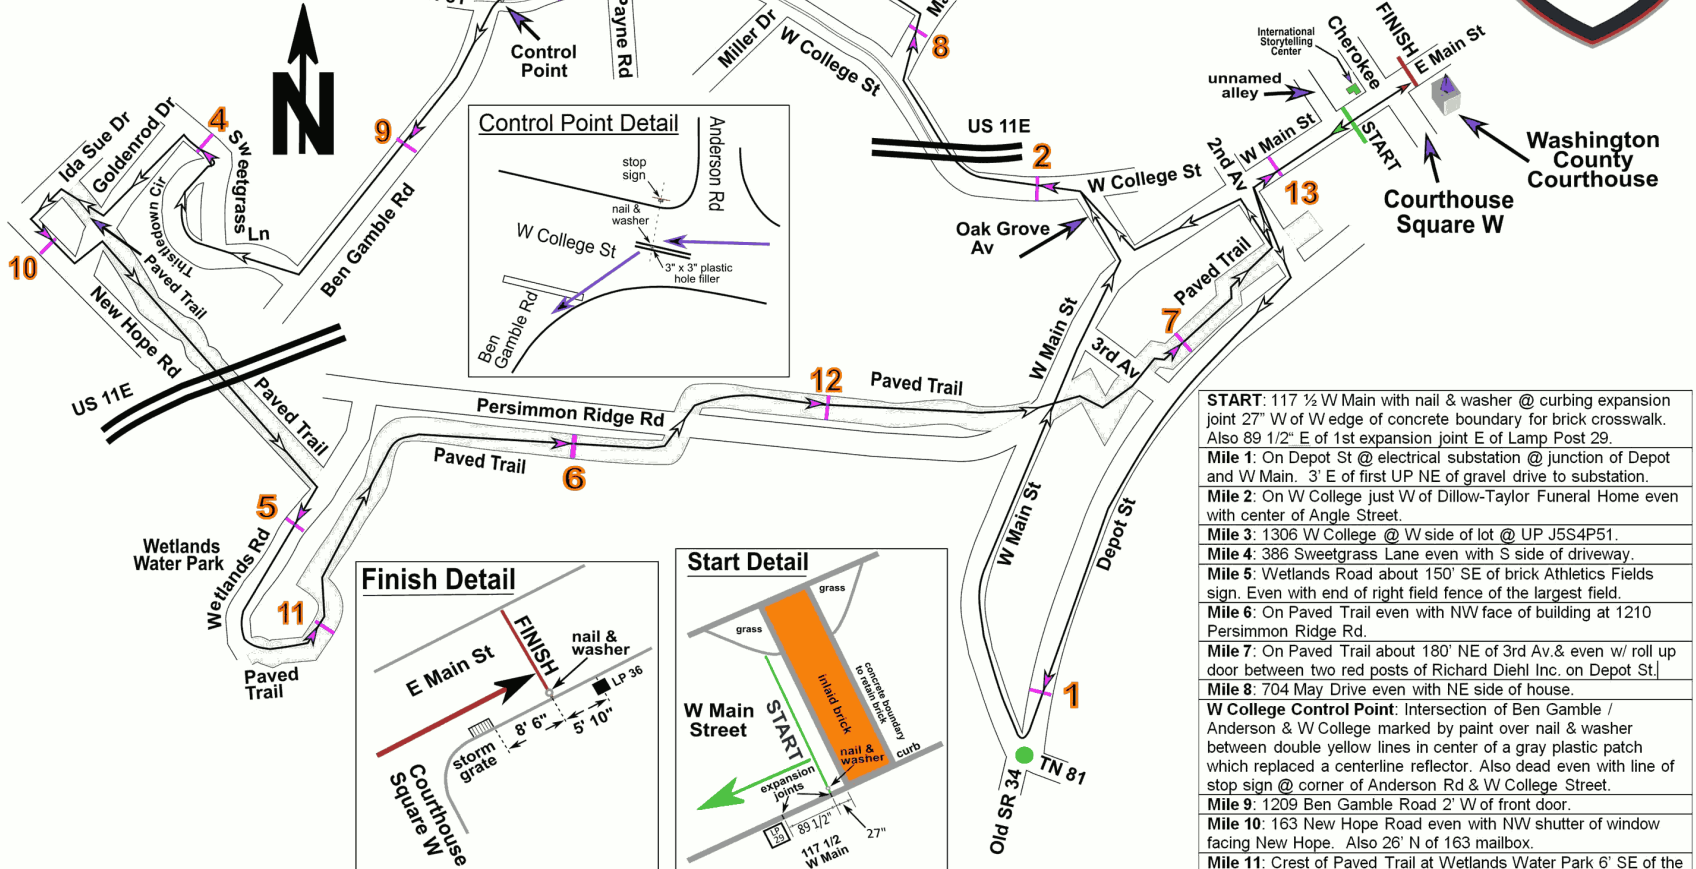 Control
Point
Payne Rd
Miller Dr
W College St
8
International
Storytelling
Center
Cherokee
FINISH
E Main St
unnamed
alley
START
Washington
County
Courthouse
Courthouse
Square W
N
Ida Sue Dr
Goldenrod Dr
4
Sweetgrass
Ln
Thistledown Cir
9
Ben Gamble Rd
10
Paved Trail
New Hope Rd
US 11E
Paved Trail
Control Point Detail
stop
sign
Anderson Rd
nail &
washer
W College St
3" x 3" plastic
hole filler
Ben
Gamble Rd
US 11E
2
W College St
2nd Av
W Main St
13
Oak Grove
Av
Paved Trail
7
3rd Av
W Main St
12
Paved Trail
Persimmon Ridge Rd
Paved Trail
6
5
Wetlands
Water Park
Wetlands Rd
11
Paved
Trail
W Main St
Depot St
1
TN 81
Old SR 34
Finish Detail
FINISH
nail &
washer
E Main St
LP 36
8' 6"
5' 10"
storm
grate
Courthouse
Square W
Start Detail
grass
grass
inlaid brick
concrete boundary
to retain brick
W Main
Street
START
nail &
washer
curb
expansion
joints
LP
29
89 1/2"
27"
117 1/2
W Main
START: 117 ½ W Main with nail & washer @ curbing expansion
joint 27” W of W edge of concrete boundary for brick crosswalk.
Also 89 1/2“ E of 1st expansion joint E of Lamp Post 29.
Mile 1: On Depot St @ electrical substation @ junction of Depot
and W Main. 3’ E of first UP NE of gravel drive to substation.
Mile 2: On W College just W of Dillow-Taylor Funeral Home even
with center of Angle Street.
Mile 3: 1306 W College @ W side of lot @ UP J5S4P51.
Mile 4: 386 Sweetgrass Lane even with S side of driveway.
Mile 5: Wetlands Road about 150’ SE of brick Athletics Fields
sign. Even with end of right field fence of the largest field.
Mile 6: On Paved Trail even with NW face of building at 1210
Persimmon Ridge Rd.
Mile 7: On Paved Trail about 180’ NE of 3rd Av.& even w/ roll up
door between two red posts of Richard Diehl Inc. on Depot St.
Mile 8: 704 May Drive even with NE side of house.
W College Control Point: Intersection of Ben Gamble /
Anderson & W College marked by paint over nail & washer
between double yellow lines in center of a gray plastic patch
which replaced a centerline reflector. Also dead even with line of
stop sign @ corner of Anderson Rd & W College Street.
Mile 9: 1209 Ben Gamble Road 2’ W of front door.
Mile 10: 163 New Hope Road even with NW shutter of window
facing New Hope. Also 26’ N of 163 mailbox.
Mile 11: Crest of Paved Trail at Wetlands Water Park 6’ SE of the